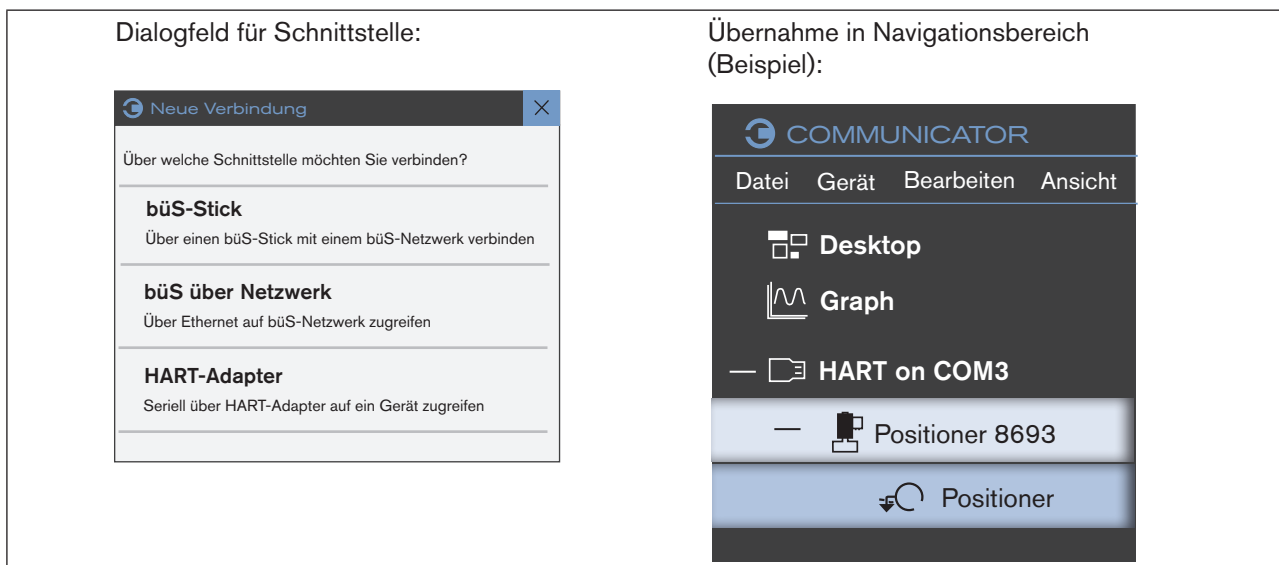 Dialogfeld für Schnittstelle:
Neue Verbindung
Über welche Schnittstelle möchten Sie verbinden?
büS-Stick
Über einen büS-Stick mit einem büS-Netzwerk verbinden
büS über Netzwerk
Über Ethernet auf büS-Netzwerk zugreifen
HART-Adapter
Seriell über HART-Adapter auf ein Gerät zugreifen
Übernahme in Navigationsbereich
(Beispiel):
COMMUNICATOR
Datei Gerät Bearbeiten Ansicht
Desktop
Graph
HART on COM3
Positioner 8693
Positioner